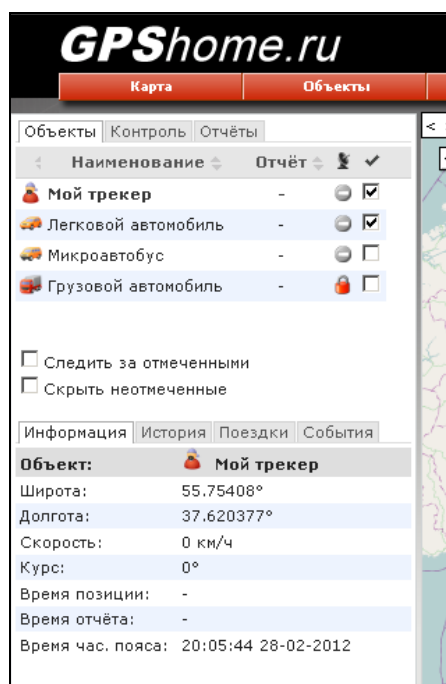 GPShome.ru
Карта Объекты
Объекты Контроль Отчёты
Наименование Отчёт
Мой трекер -
Легковой автомобиль -
Микроавтобус -
Грузовой автомобиль -
Следить за отмеченными
Скрыть неотмеченные
Информация История Поездки События
Объект: Мой трекер
Широта: 55.75408°
Долгота: 37.620377°
Скорость: 0 км/ч
Курс: 0°
Время позиции: -
Время отчёта: -
Время час. пояса: 20:05:44 28-02-2012